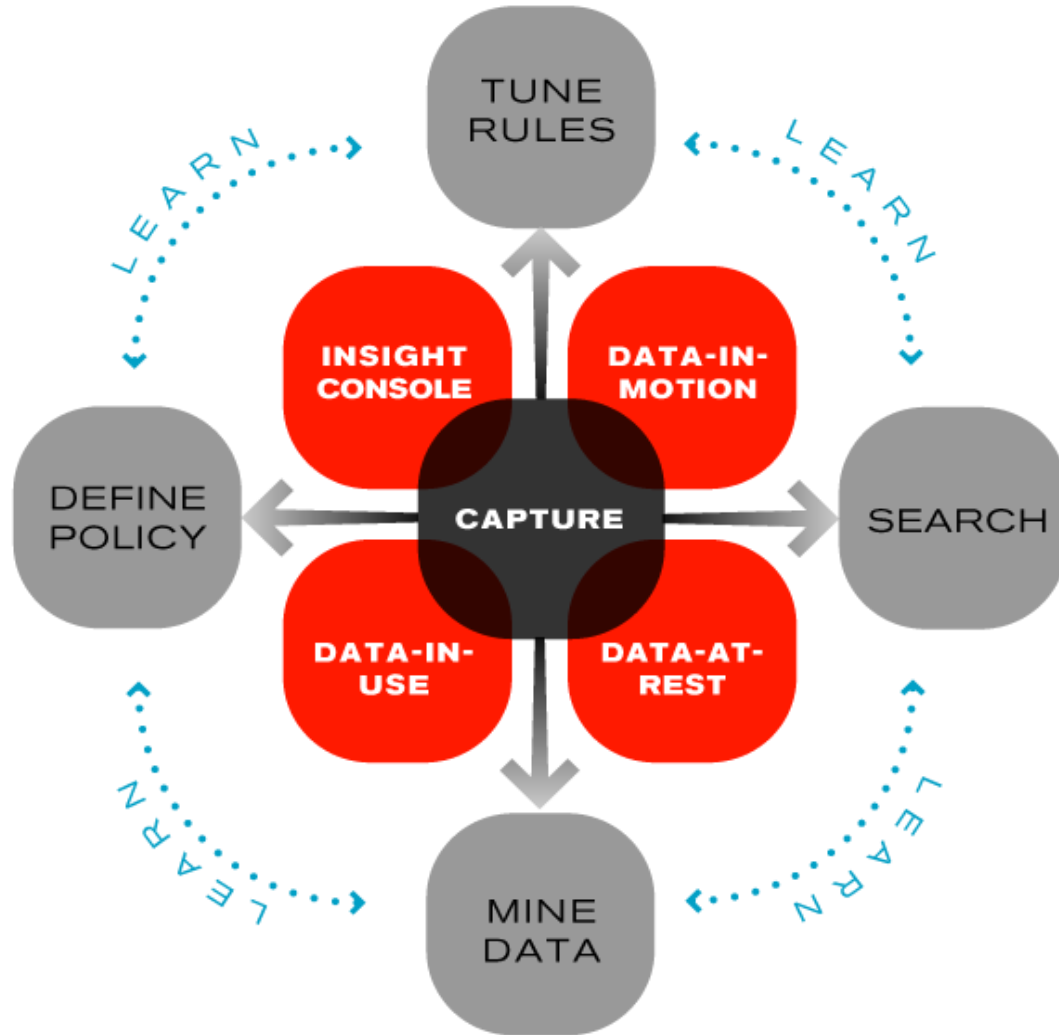 TUNE
RULES
LEARN
LEARN
INSIGHT
CONSOLE
DATA-IN-
MOTION
DEFINE
POLICY
CAPTURE
SEARCH
DATA-IN-
USE
DATA-AT-
REST
LEARN
LEARN
MINE
DATA